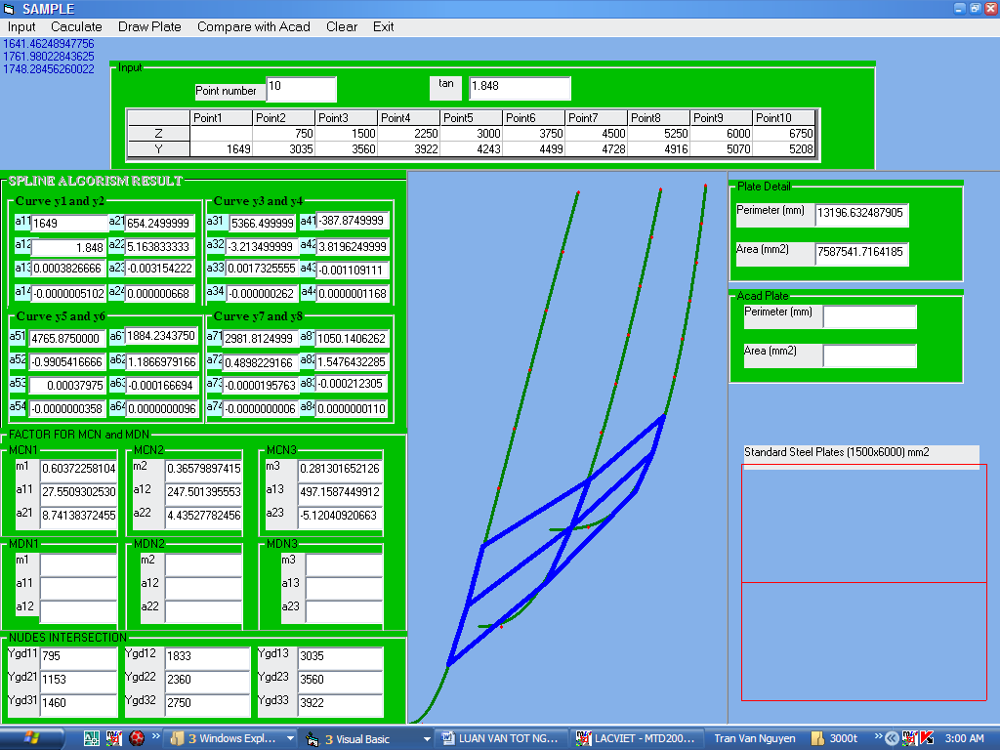 SAMPLE
Input Caculate Draw Plate Compare with Acad Clear Exit
1641.46248947756
1761.98022843625
1748.28456260022
Input
Point number 10 tan 1.848
Point1 Point2 Point3 Point4 Point5 Point6 Point7 Point8 Point9 Point10
Z 750 1500 2250 3000 3750 4500 5250 6000 6750
Y 1649 3035 3560 3922 4243 4499 4728 4916 5070 5208
SPLINE ALGORISM RESULT
Curve y1 and y2 Curve y3 and y4
a11 1649 a21 654.2499999 a31 5366.499999 a41 -387.8749999
a12 1.848 a22 5.163833333 a32 -3.213499999 a42 3.8196249999
a13 0.0003826666 a23 -0.003154222 a33 0.0017325555 a43 -0.001109111
a14 -0.0000005102 a24 0.000000668 a34 -0.000000262 a44 0.0000001168
Curve y5 and y6 Curve y7 and y8
a51 4765.8750000 a61 1884.2343750 a71 2981.8124999 a81 1050.1406262
a52 -0.9905416666 a62 1.1866979166 a72 0.4898229166 a82 1.5476432285
a53 0.00037975 a63 -0.000166694 a73 -0.0000195763 a83 -0.000212305
a54 -0.0000000358 a64 0.0000000096 a74 -0.0000000006 a84 0.0000000110
FACTOR FOR MCN and MDN
MCN1 MCN2 MCN3
m1 0.60372258104 m2 0.36579897415 m3 0.281301652126
a11 27.5509302530 a12 247.501395553 a13 497.1587449912
a21 8.74138372455 a22 4.43527782456 a23 -5.12040920663
MDN1 MDN2 MDN3
m1 m2 m3
a11 a12 a13
a12 a22 a23
NUDES INTERSECTION
Ygd11 795 Ygd12 1833 Ygd13 3035
Ygd21 1153 Ygd22 2360 Ygd23 3560
Ygd31 1460 Ygd32 2750 Ygd33 3922
Plate Detail
Perimeter (mm) 13196.632487905
Area (mm2) 7587541.7164185
Acad Plate
Perimeter (mm)
Area (mm2)
Standard Steel Plates (1500x6000) mm2
3 Windows Expl... 3 Visual Basic LUAN VAN TOT NG... LACVIET - MTD200... Tran Van Nguyen 3000t 3:00 AM